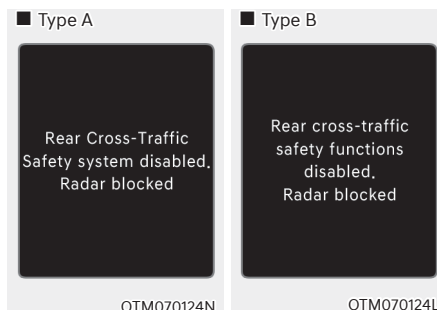 ■ Type A
Rear Cross-Traffic
Safety system disabled.
Radar blocked
OTM070124N
■ Type B
Rear cross-traffic
safety functions
disabled.
Radar blocked
OTM070124L